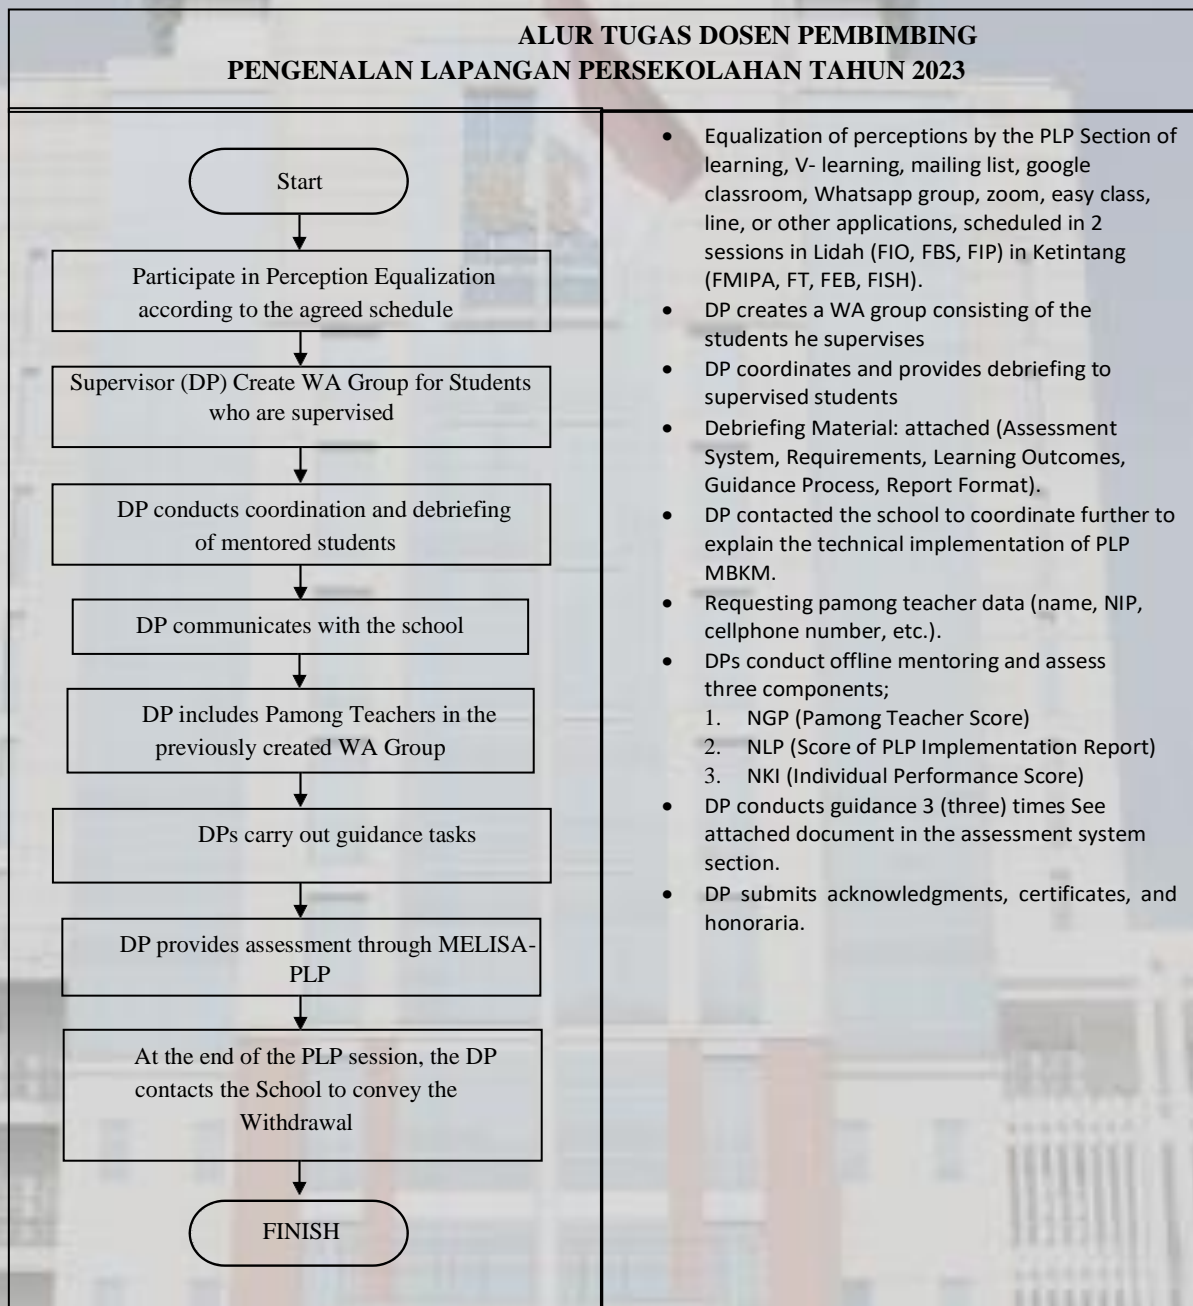 ALUR TUGAS DOSEN PEMBIMBING
PENGENALAN LAPANGAN PERSEKOLAHAN TAHUN 2023
Start
Participate in Perception Equalization
according to the agreed schedule
Supervisor (DP) Create WA Group for Students
who are supervised
DP conducts coordination and debriefing
of mentored students
DP communicates with the school
DP includes Pamong Teachers in the
previously created WA Group
DPs carry out guidance tasks
DP provides assessment through MELISA-
PLP
At the end of the PLP session, the DP
contacts the School to convey the
Withdrawal
FINISH
• Equalization of perceptions by the PLP Section of
learning, V- learning, mailing list, google
classroom, Whatsapp group, zoom, easy class,
line, or other applications, scheduled in 2
sessions in Lidah (FIO, FBS, FIP) in Ketintang
(FMIPA, FT, FEB, FISH).
• DP creates a WA group consisting of the
students he supervises
• DP coordinates and provides debriefing to
supervised students
• Debriefing Material: attached (Assessment
System, Requirements, Learning Outcomes,
Guidance Process, Report Format).
• DP contacted the school to coordinate further to
explain the technical implementation of PLP
MBKM.
• Requesting pamong teacher data (name, NIP,
cellphone number, etc.).
• DPs conduct offline mentoring and assess
three components;
1. NGP (Pamong Teacher Score)
2. NLP (Score of PLP Implementation Report)
3. NKI (Individual Performance Score)
• DP conducts guidance 3 (three) times See
attached document in the assessment system
section.
• DP submits acknowledgments, certificates, and
honoraria.